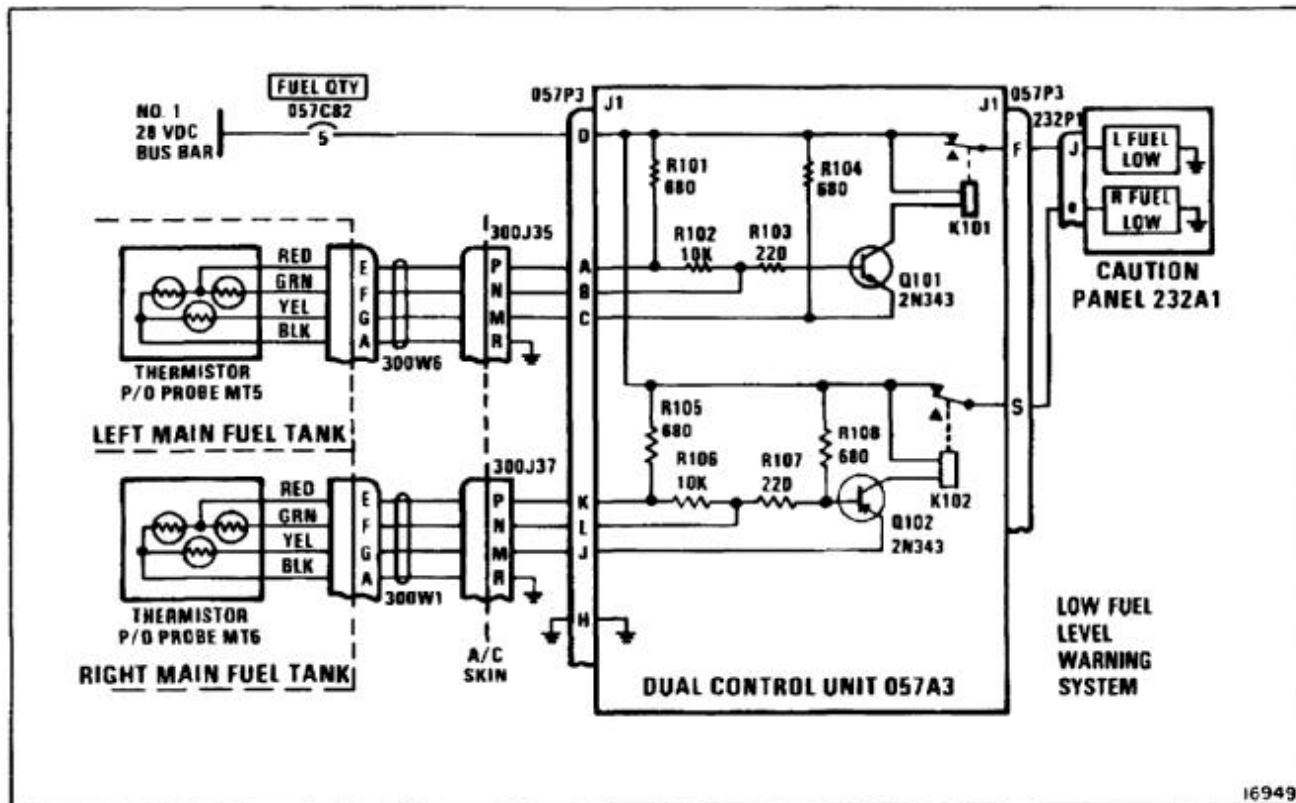 FUEL QTY
057C82
5
NO. 1
28 VDC
BUS BAR
057P3
J1
D
R101
680
R104
680
R102
10K
R103
220
A
B
C
K101
Q101
2N343
J1
057P3
232P1
F
J
L FUEL
LOW
R FUEL
LOW
CAUTION
PANEL 232A1
300J35
RED
GRN
YEL
BLK
E
F
G
A
P
N
M
R
300W6
THERMISTOR
P/O PROBE MT5
LEFT MAIN FUEL TANK
R105
680
R108
680
R106
10K
R107
220
K
L
J
H
K102
Q102
2N343
S
300J37
RED
GRN
YEL
BLK
E
F
G
A
P
N
M
R
300W1
THERMISTOR
P/O PROBE MT6
RIGHT MAIN FUEL TANK
A/C
SKIN
DUAL CONTROL UNIT 057A3
LOW FUEL
LEVEL
WARNING
SYSTEM
16949